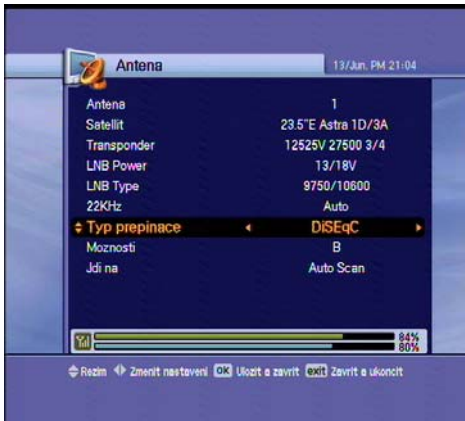 Antena 13/Jun. PM 21:04
Antena 1
Satellit 23.5°E Astra 1D/3A
Transponder 12525V 27500 3/4
LNB Power 13/18V
LNB Type 9750/10600
22KHz Auto
Typ prepinace DiSEqC
Moznosti B
Jdi na Auto Scan
84%
80%
Rezim Zmenit nastaveni OK Ulozit a zavrit exit Zavrit a ukoncit